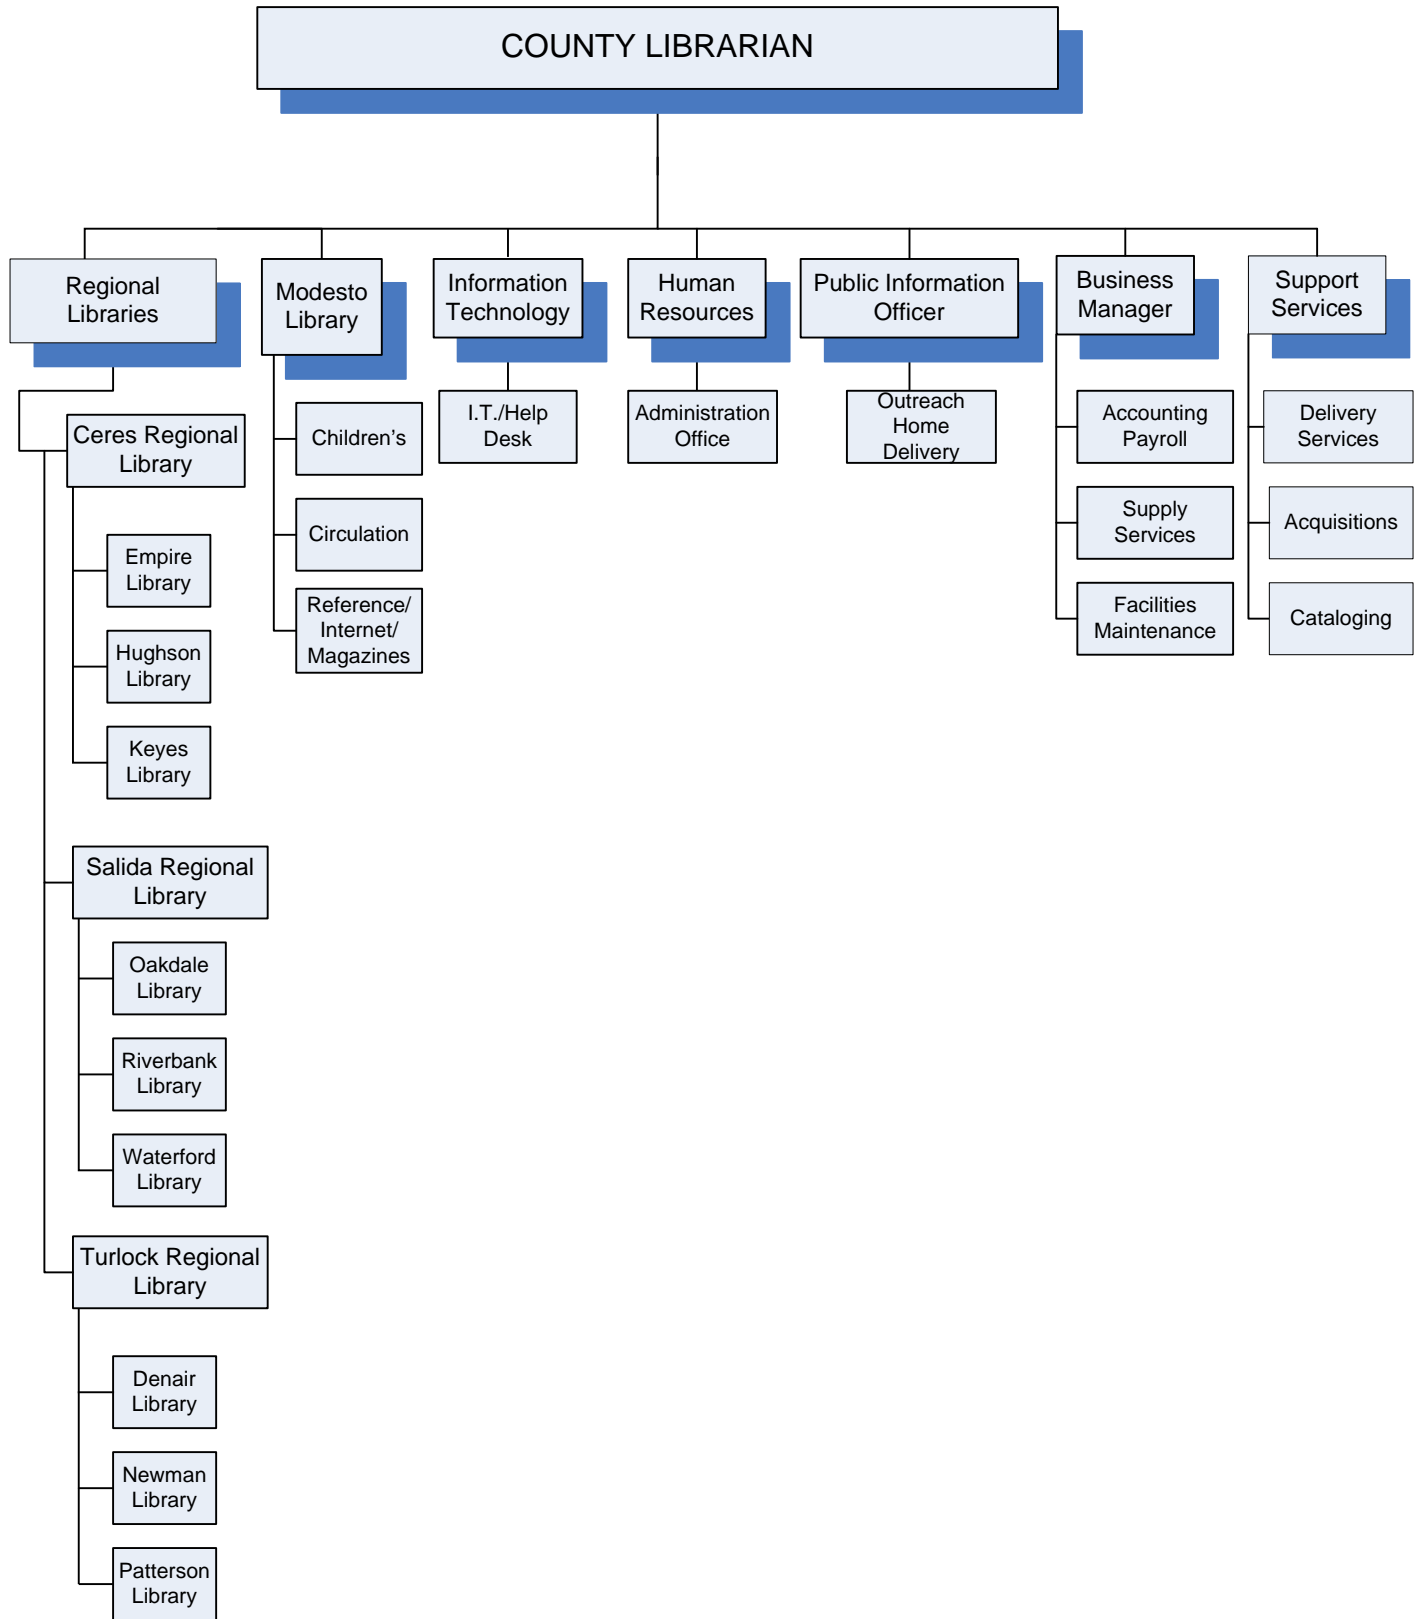 COUNTY LIBRARIAN
Regional
Libraries
Modesto
Library
Information
Technology
Human
Resources
Public Information
Officer
Business
Manager
Support
Services
Ceres Regional
Library
Empire
Library
Hughson
Library
Keyes
Library
Salida Regional
Library
Oakdale
Library
Riverbank
Library
Waterford
Library
Turlock Regional
Library
Denair
Library
Newman
Library
Patterson
Library
Children’s
Circulation
Reference/
Internet/
Magazines
I.T./Help
Desk
Administration
Office
Outreach
Home
Delivery
Accounting
Payroll
Supply
Services
Facilities
Maintenance
Delivery
Services
Acquisitions
Cataloging